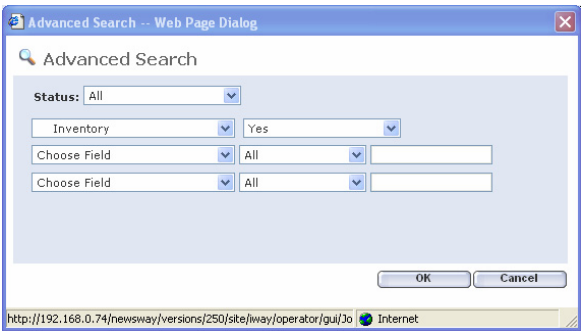 Advanced Search -- Web Page Dialog
Advanced Search
Status: All
Inventory Yes
Choose Field All
Choose Field All
OK Cancel
http://192.168.0.74/newsway/versions/250/site/iway/operator/gui/Jo Internet